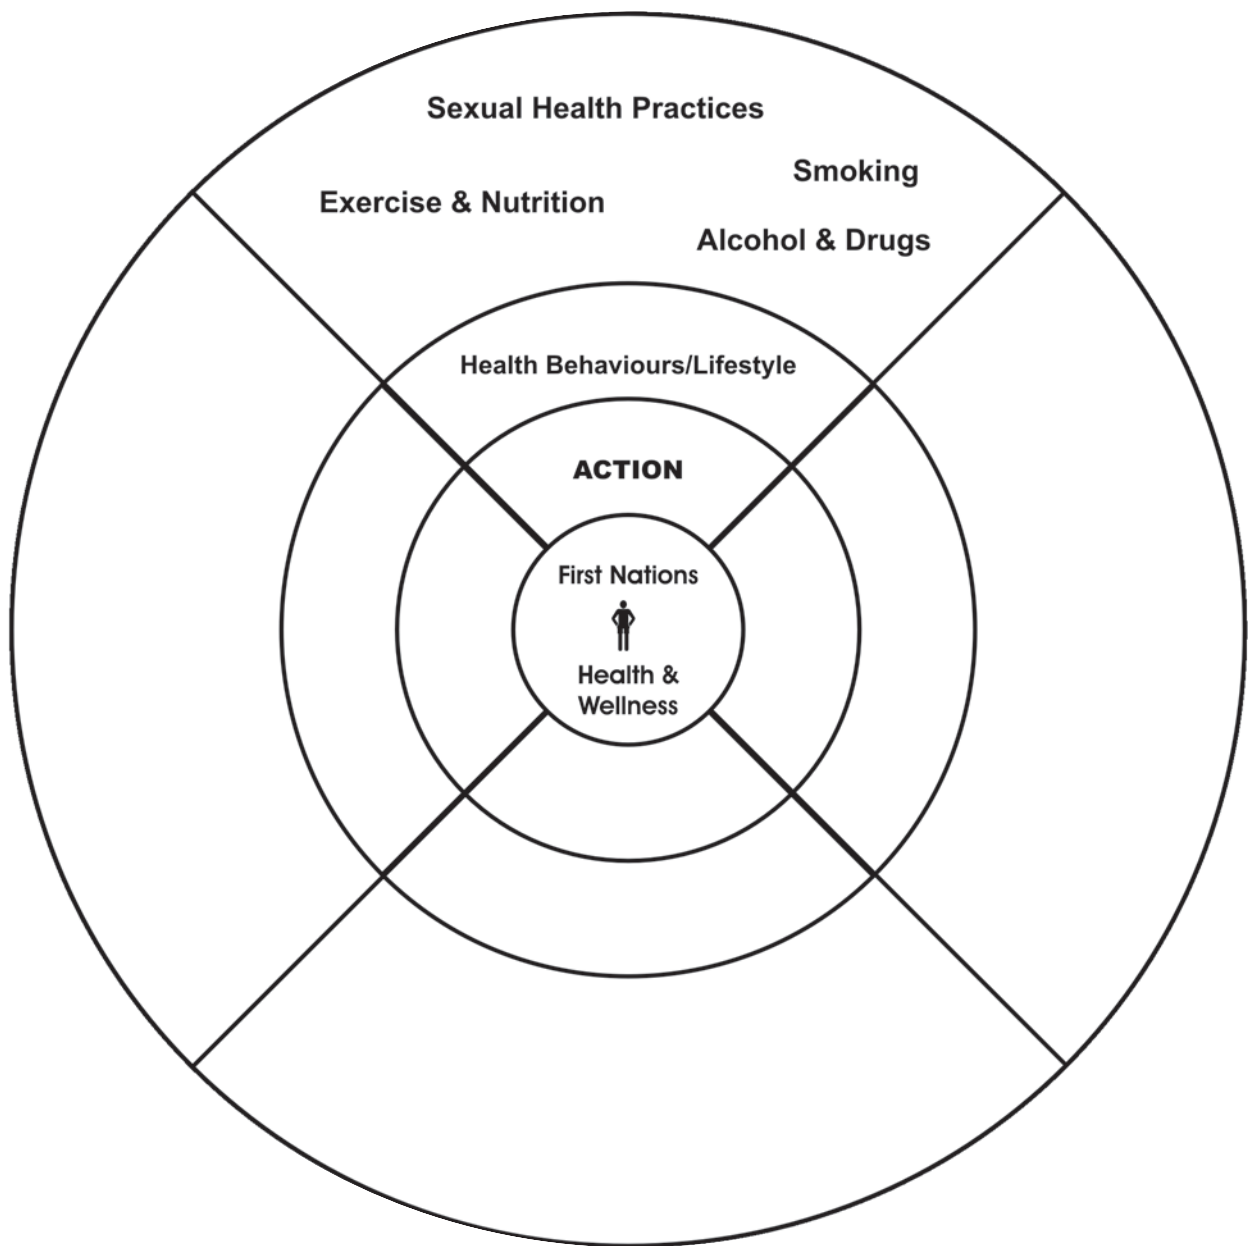 Sexual Health Practices
Smoking
Exercise & Nutrition
Alcohol & Drugs
Health Behaviours/Lifestyle
ACTION
First Nations
Health &
Wellness